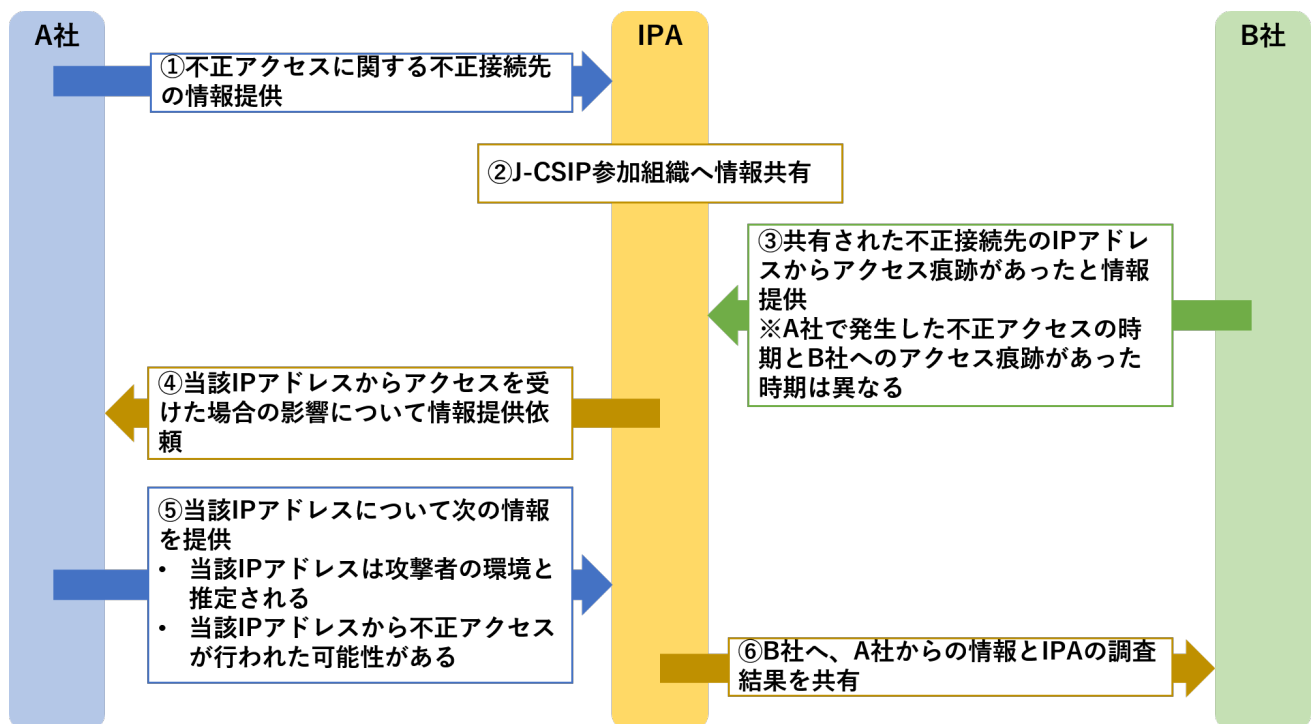 A社
IPA
B社
①不正アクセスに関する不正接続先
の情報提供
②J-CSIP参加組織へ情報共有
③共有された不正接続先のIPアドレ
スからアクセス痕跡があったと情報
提供
※A社で発生した不正アクセスの時
期とB社へのアクセス痕跡があった
時期は異なる
④当該IPアドレスからアクセスを受
けた場合の影響について情報提供依
頼
⑤当該IPアドレスについて次の情報
を提供
• 当該IPアドレスは攻撃者の環境と
推定される
• 当該IPアドレスから不正アクセス
が行われた可能性がある
⑥B社へ、A社からの情報とIPAの調査
結果を共有